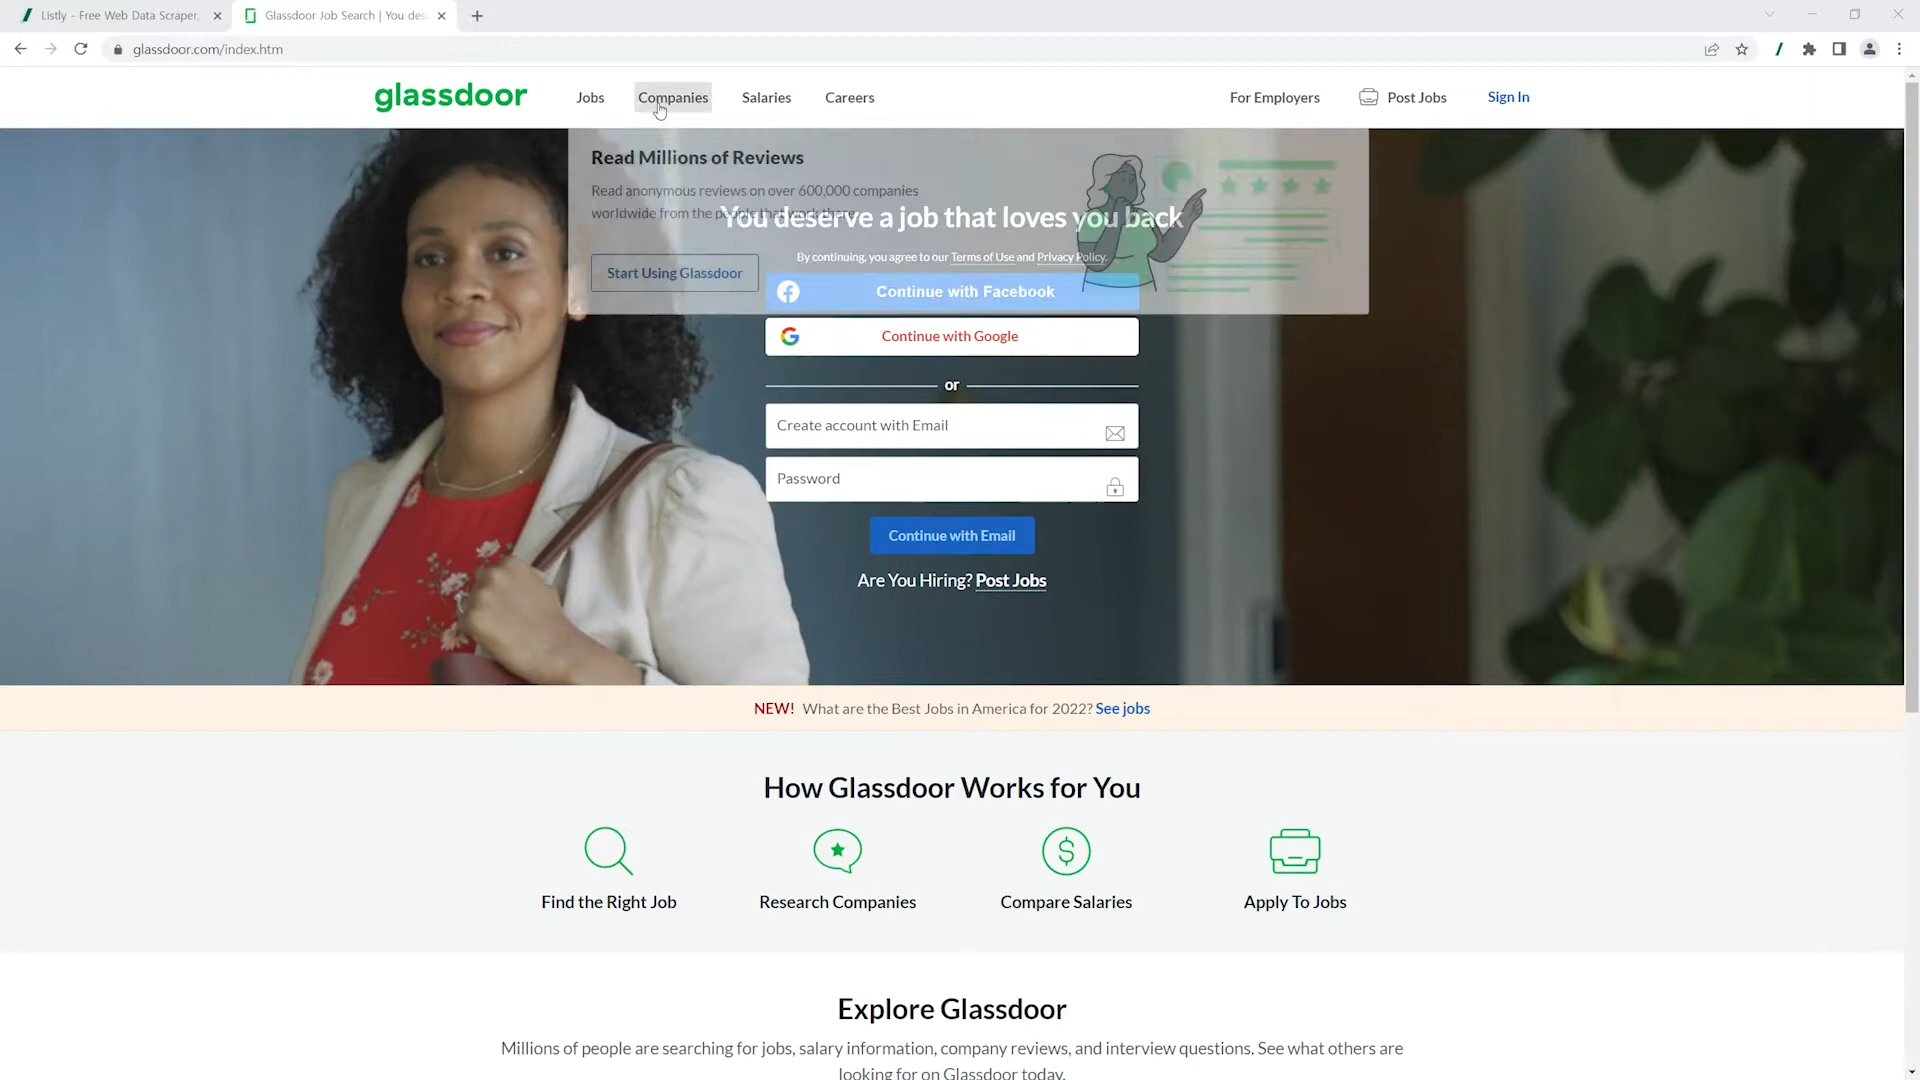 Listly - Free Web Data Scraper,
Glassdoor Job Search | You des
glassdoor.com/index.htm
glassdoor
Jobs
Companies
Salaries
Careers
For Employers
Post Jobs
Sign In
Read Millions of Reviews
Read anonymous reviews on over 600,000 companies
worldwide from the people that work there
You deserve a job that loves you back
By continuing, you agree to our Terms of Use and Privacy Policy.
Start Using Glassdoor
Continue with Facebook
Continue with Google
or
Create account with Email
Password
Continue with Email
Are You Hiring? Post Jobs
NEW! What are the Best Jobs in America for 2022? See jobs
How Glassdoor Works for You
Find the Right Job
Research Companies
Compare Salaries
Apply To Jobs
Explore Glassdoor
Millions of people are searching for jobs, salary information, company reviews, and interview questions. See what others are
looking for on Glassdoor today.